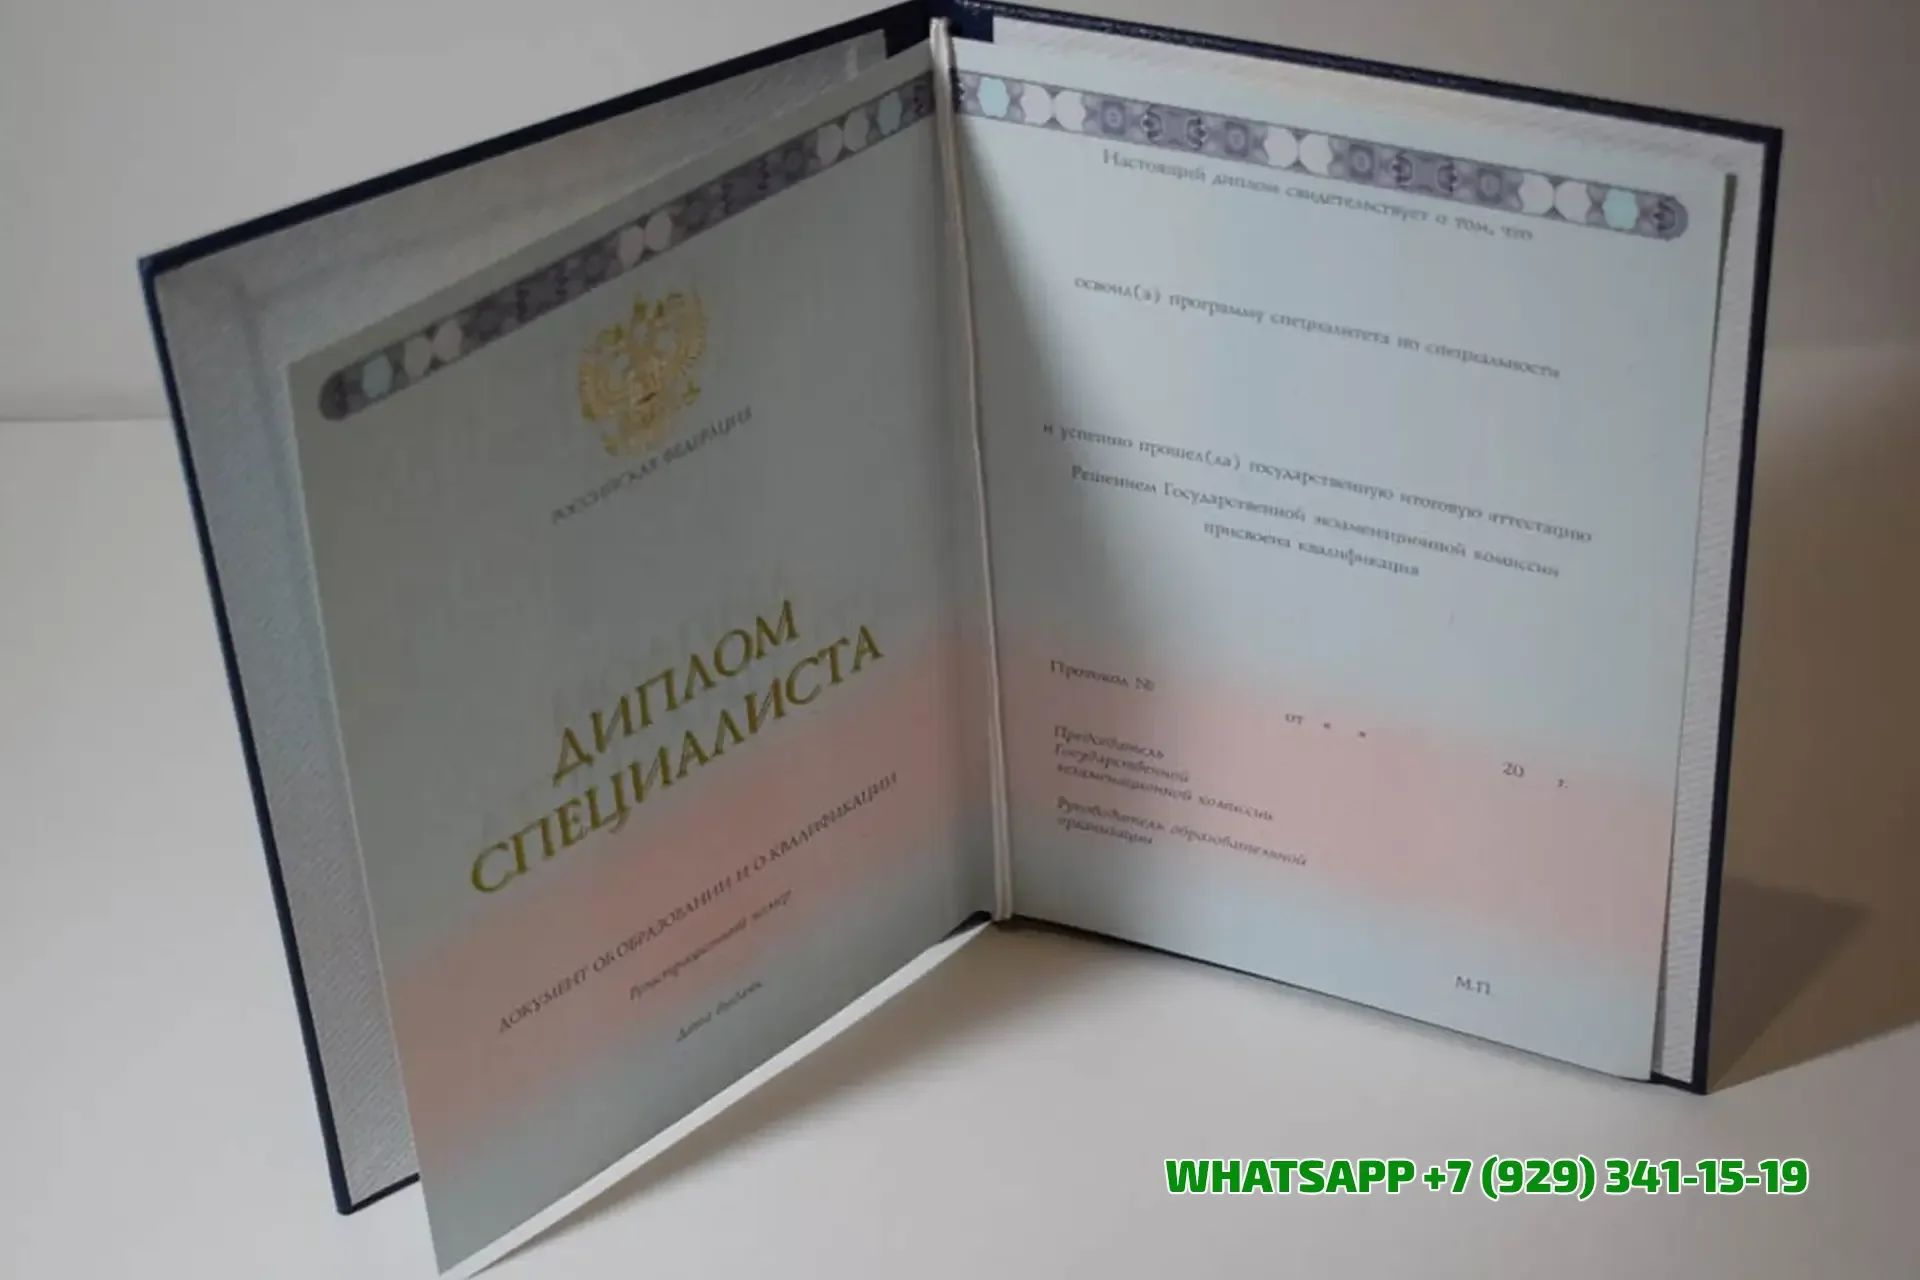 РОССИЙСКАЯ ФЕДЕРАЦИЯ
ДИПЛОМ
СПЕЦИАЛИСТА
ДОКУМЕНТ ОБ ОБРАЗОВАНИИ И О КВАЛИФИКАЦИИ
Регистрационный номер
Дата выдачи
Настоящий диплом свидетельствует о том, что
освоил(а) программу специалитета по специальности
и успешно прошел(ла) государственную итоговую аттестацию
Решением Государственной экзаменационной комиссии
присвоена квалификация
Протокол №
от « » 20 г.
Председатель
Государственной
экзаменационной комиссии
Руководитель образовательной
организации
М.П.
WHATSAPP +7 (929) 341-15-19